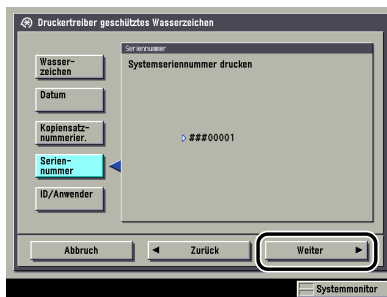 Druckertreiber geschütztes Wasserzeichen
Seriennummer
Systemseriennummer drucken
Wasser-
zeichen
Datum
Kopiensatz-
nummerier.
###00001
Serien-
nummer
ID/Anwender
Abbruch
Zurück
Weiter
Systemmonitor